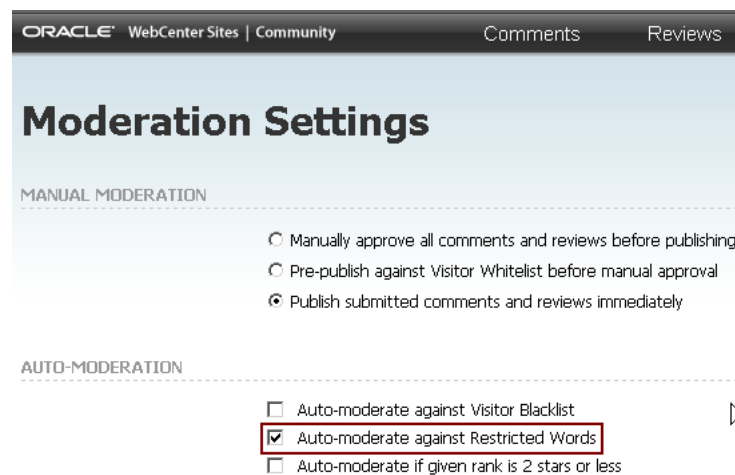 ORACLE WebCenter Sites | Community Comments Reviews
Moderation Settings
MANUAL MODERATION
Manually approve all comments and reviews before publishing
Pre-publish against Visitor Whitelist before manual approval
Publish submitted comments and reviews immediately
AUTO-MODERATION
Auto-moderate against Visitor Blacklist
Auto-moderate against Restricted Words
Auto-moderate if given rank is 2 stars or less